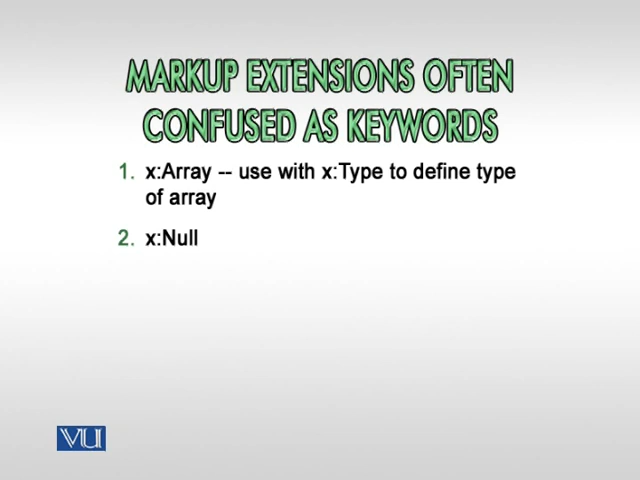 MARKUP EXTENSIONS OFTEN
CONFUSED AS KEYWORDS
1. x:Array -- use with x:Type to define type
of array
2. x:Null
VU